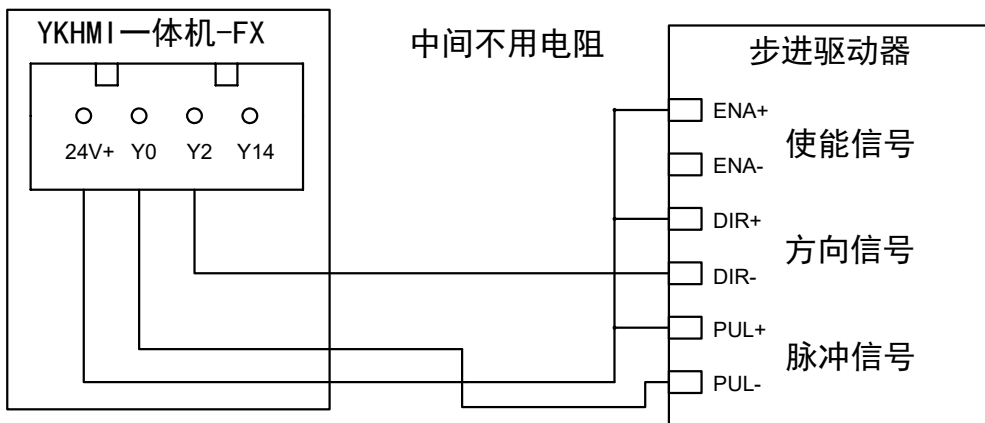 YKHMI一体机-FX
中间不用电阻
步进驱动器
24V+ Y0 Y2 Y14
ENA+
使能信号
ENA-
DIR+
方向信号
DIR-
PUL+
脉冲信号
PUL-